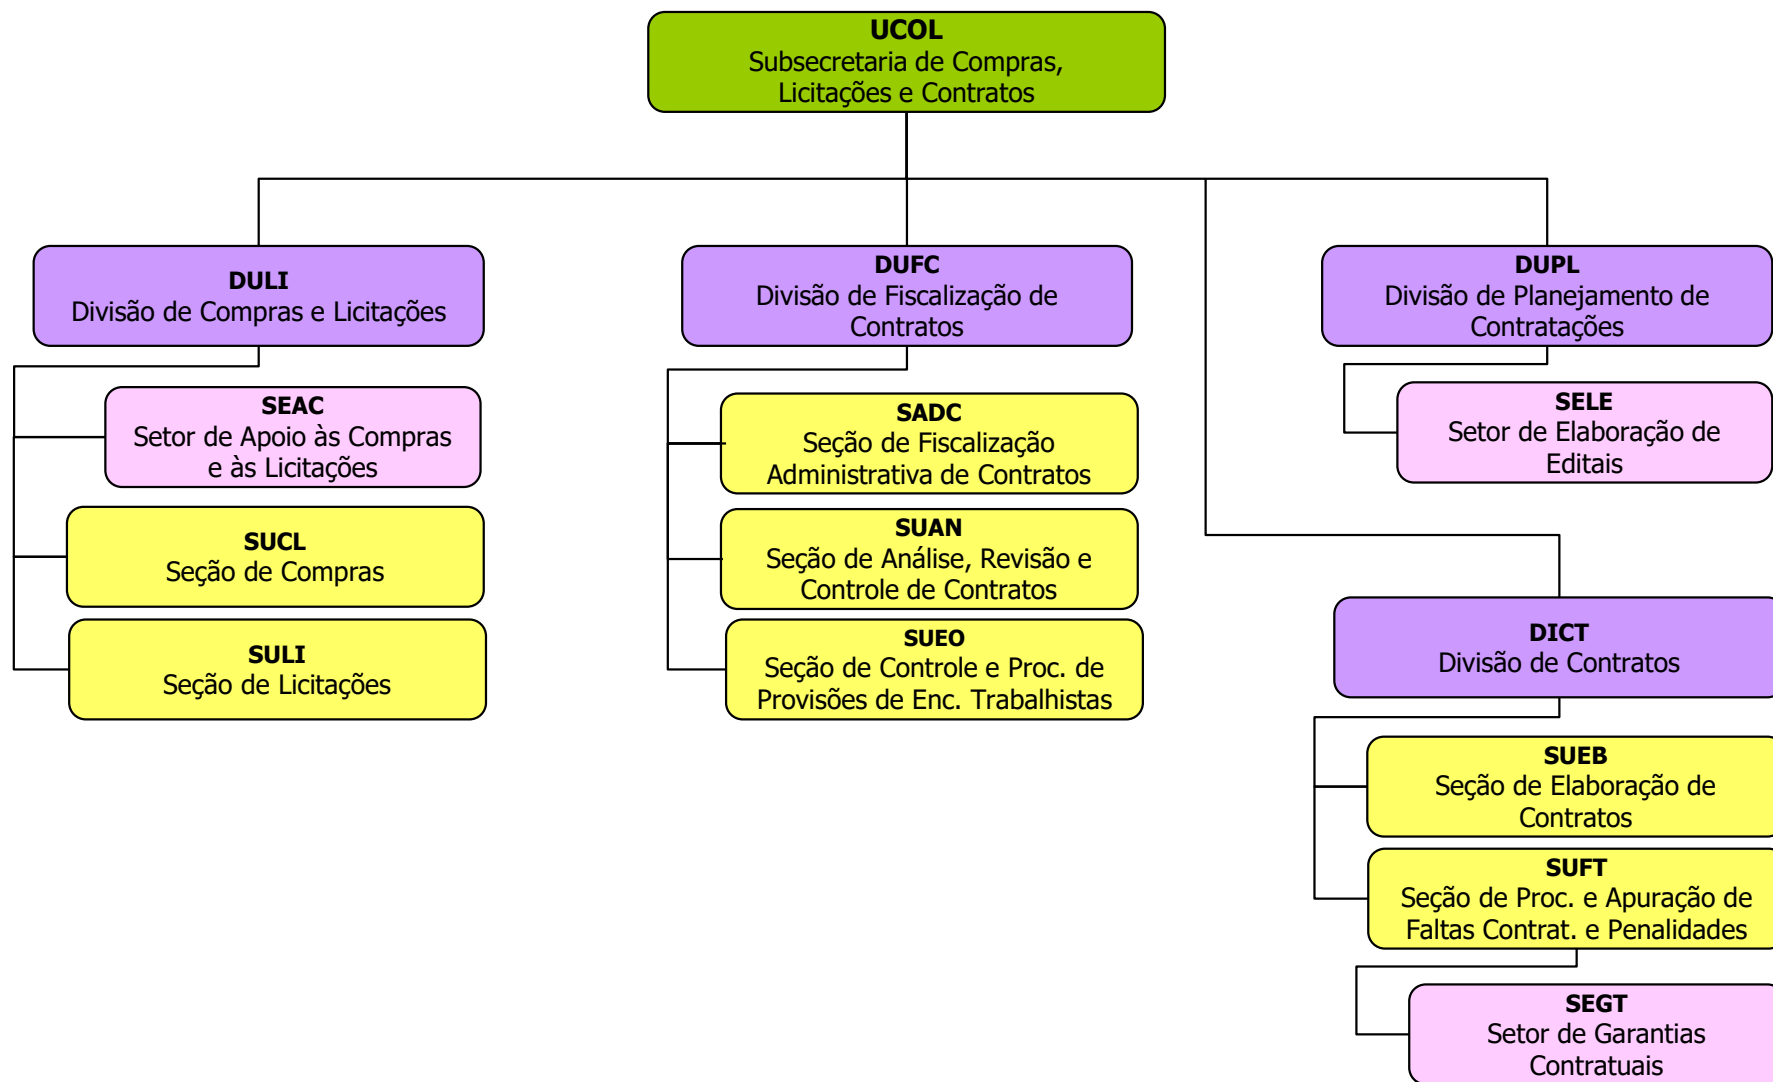 UCOL
Subsecretaria de Compras,
Licitações e Contratos
DULI
Divisão de Compras e Licitações
SEAC
Setor de Apoio às Compras
e às Licitações
SUCL
Seção de Compras
SULI
Seção de Licitações
DUFC
Divisão de Fiscalização de
Contratos
SADC
Seção de Fiscalização
Administrativa de Contratos
SUAN
Seção de Análise, Revisão e
Controle de Contratos
SUEO
Seção de Controle e Proc. de
Provisões de Enc. Trabalhistas
DUPL
Divisão de Planejamento de
Contratações
SELE
Setor de Elaboração de
Editais
DICT
Divisão de Contratos
SUEB
Seção de Elaboração de
Contratos
SUFT
Seção de Proc. e Apuração de
Faltas Contrat. e Penalidades
SEGT
Setor de Garantias
Contratuais